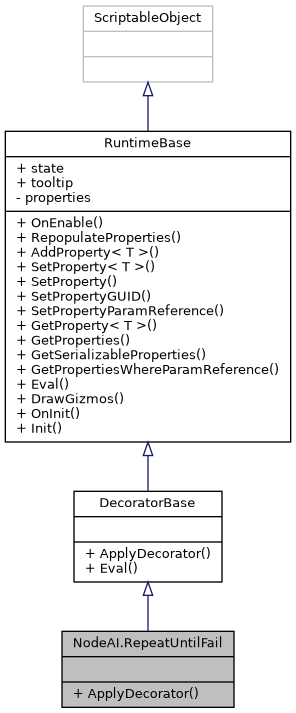 ScriptableObject
RuntimeBase
+ state
+ tooltip
- properties
+ OnEnable()
+ RepopulateProperties()
+ AddProperty< T >()
+ SetProperty< T >()
+ SetProperty()
+ SetPropertyGUID()
+ SetPropertyParamReference()
+ GetProperty< T >()
+ GetProperties()
+ GetSerializableProperties()
+ GetPropertiesWhereParamReference()
+ Eval()
+ DrawGizmos()
+ OnInit()
+ Init()
DecoratorBase
+ ApplyDecorator()
+ Eval()
NodeAI.RepeatUntilFail
+ ApplyDecorator()